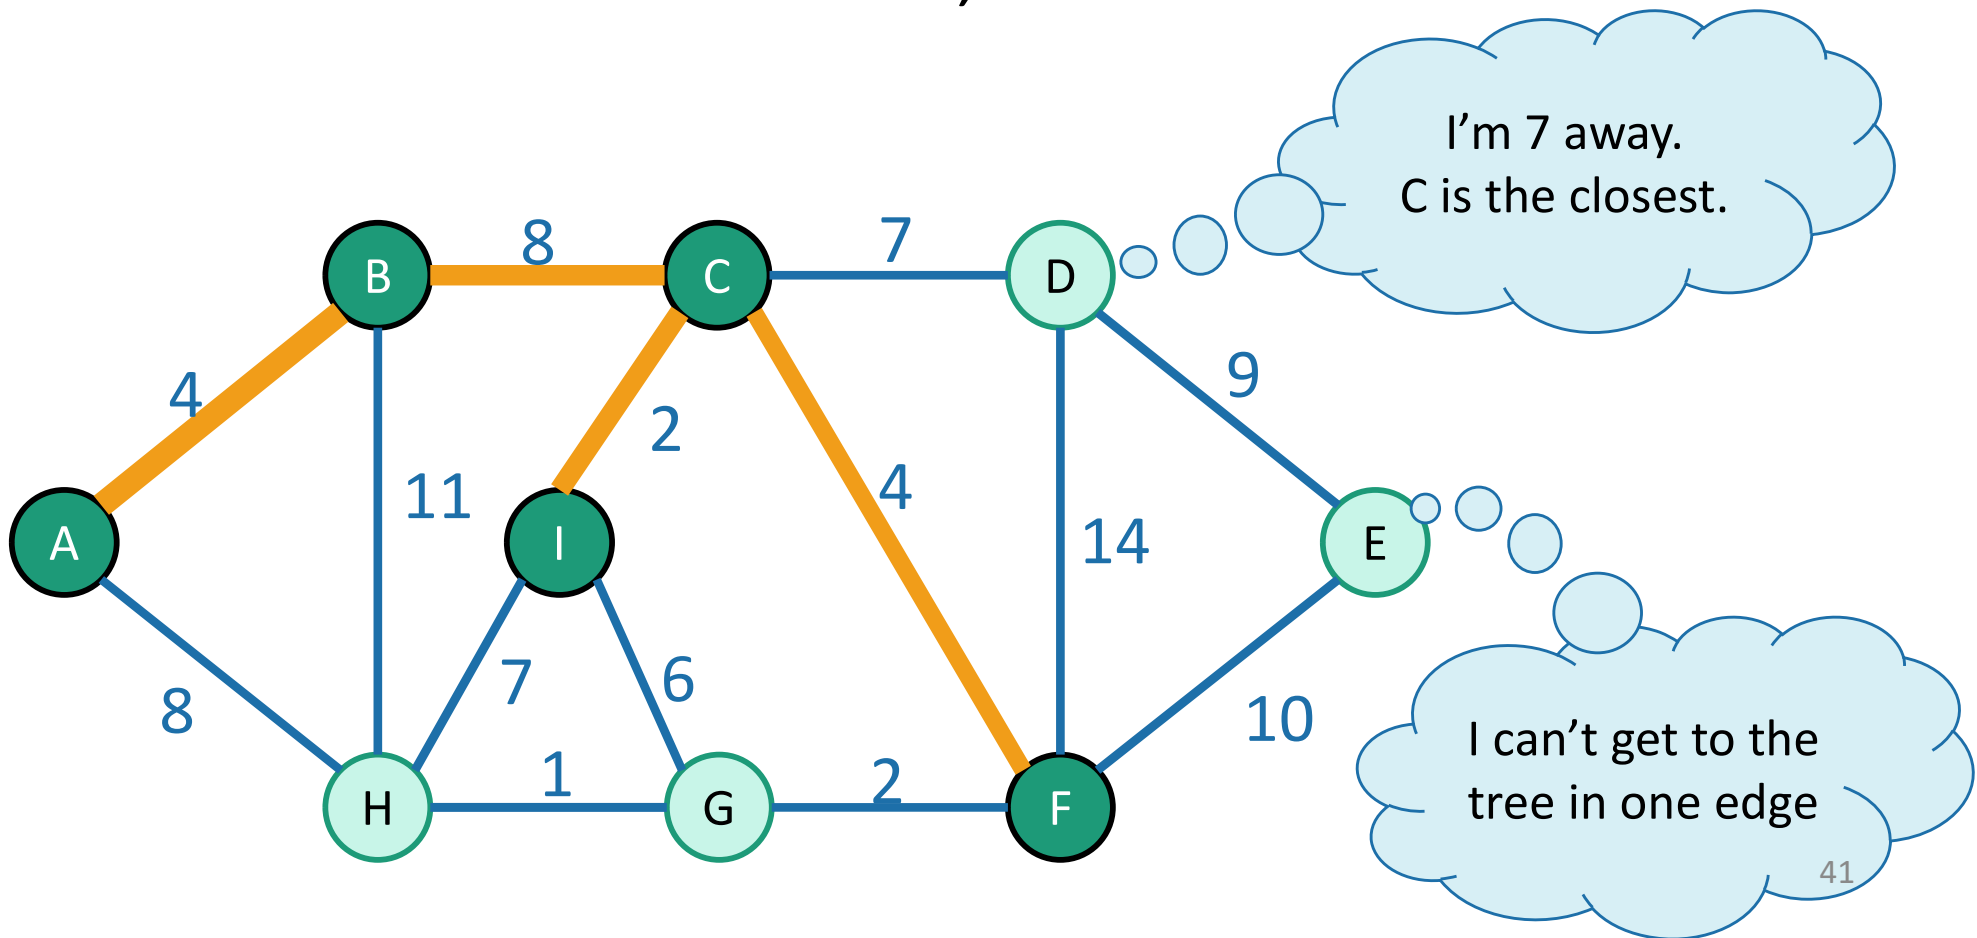 I’m 7 away.
C is the closest.
8
7
B
C
D
9
4
2
11
4
A
I
14
E
7
6
8
10
1
2
H
G
F
I can’t get to the
tree in one edge
41